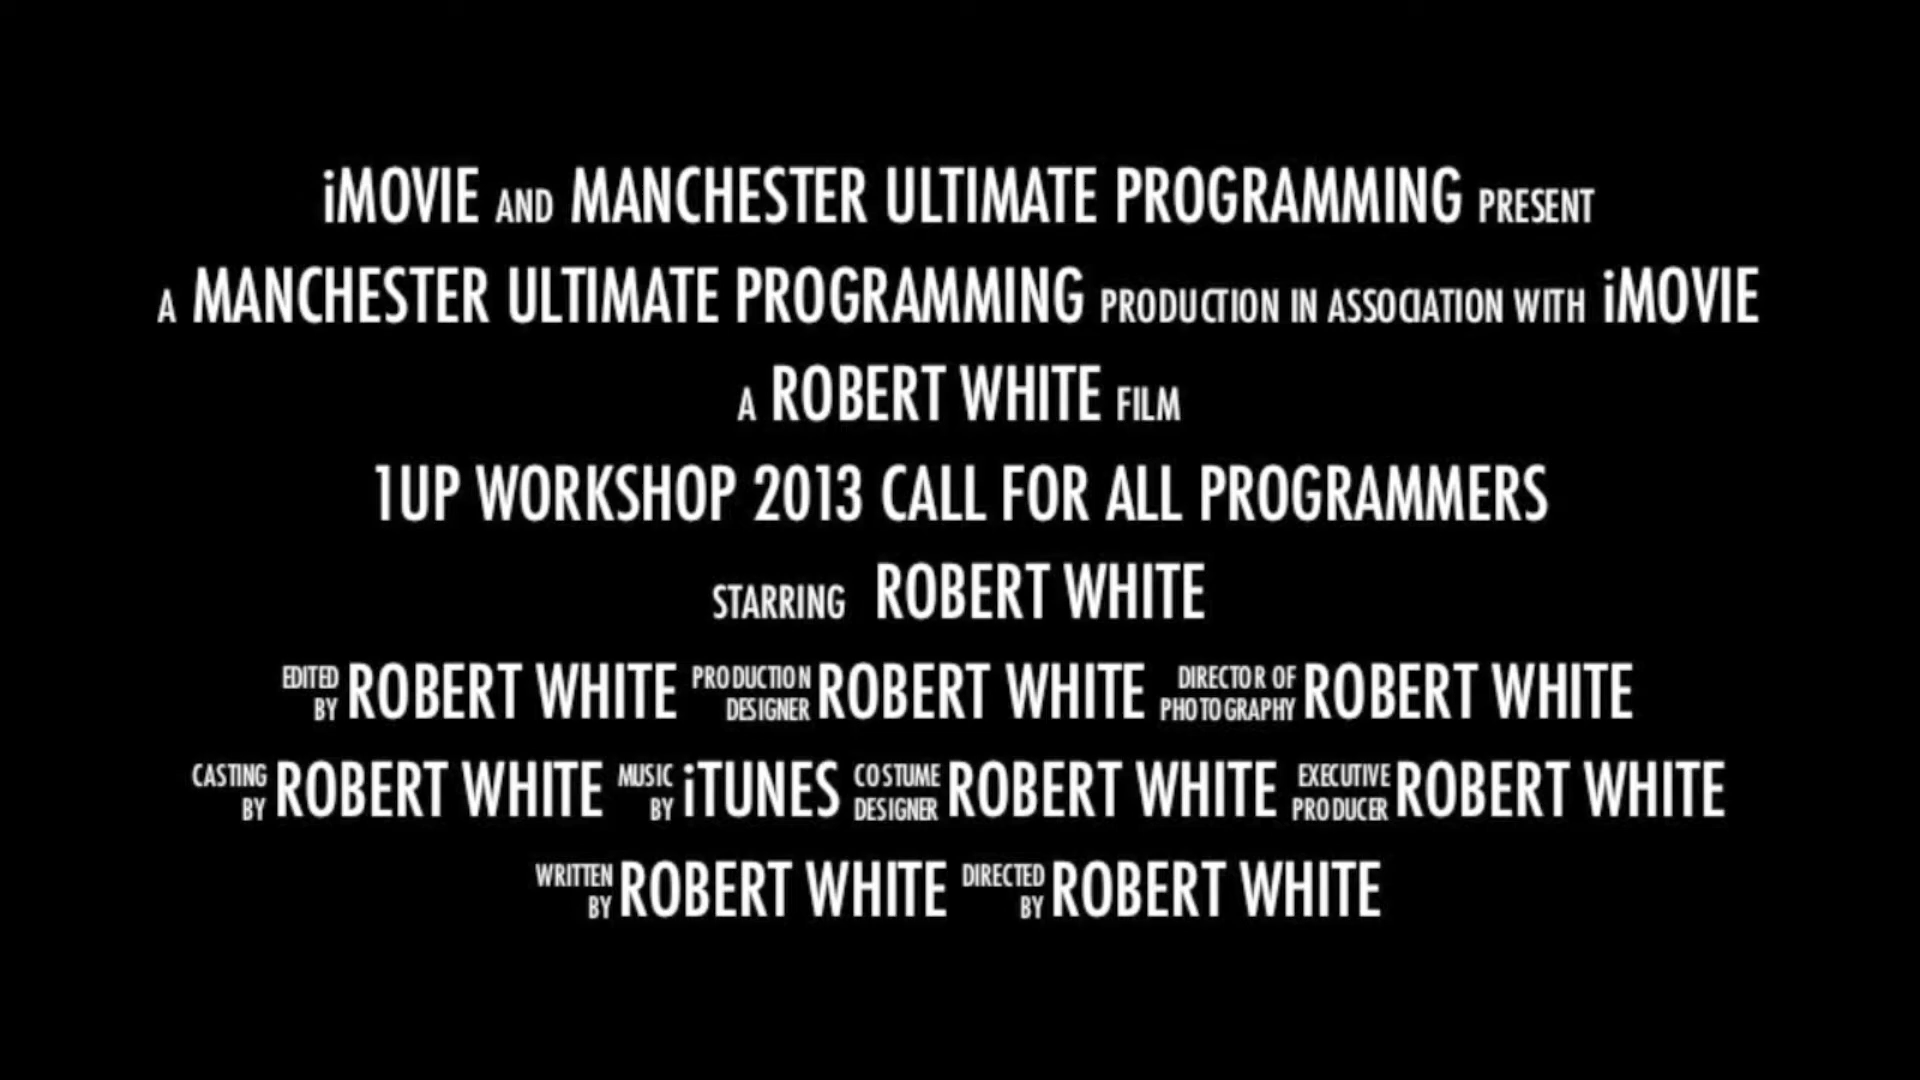 iMOVIE AND MANCHESTER ULTIMATE PROGRAMMING PRESENT
A MANCHESTER ULTIMATE PROGRAMMING PRODUCTION IN ASSOCIATION WITH iMOVIE
A ROBERT WHITE FILM
1UP WORKSHOP 2013 CALL FOR ALL PROGRAMMERS
STARRING ROBERT WHITE
EDITED BY ROBERT WHITE PRODUCTION DESIGNER ROBERT WHITE DIRECTOR OF PHOTOGRAPHY ROBERT WHITE
CASTING BY ROBERT WHITE MUSIC BY iTUNES COSTUME DESIGNER ROBERT WHITE EXECUTIVE PRODUCER ROBERT WHITE
WRITTEN BY ROBERT WHITE DIRECTED BY ROBERT WHITE